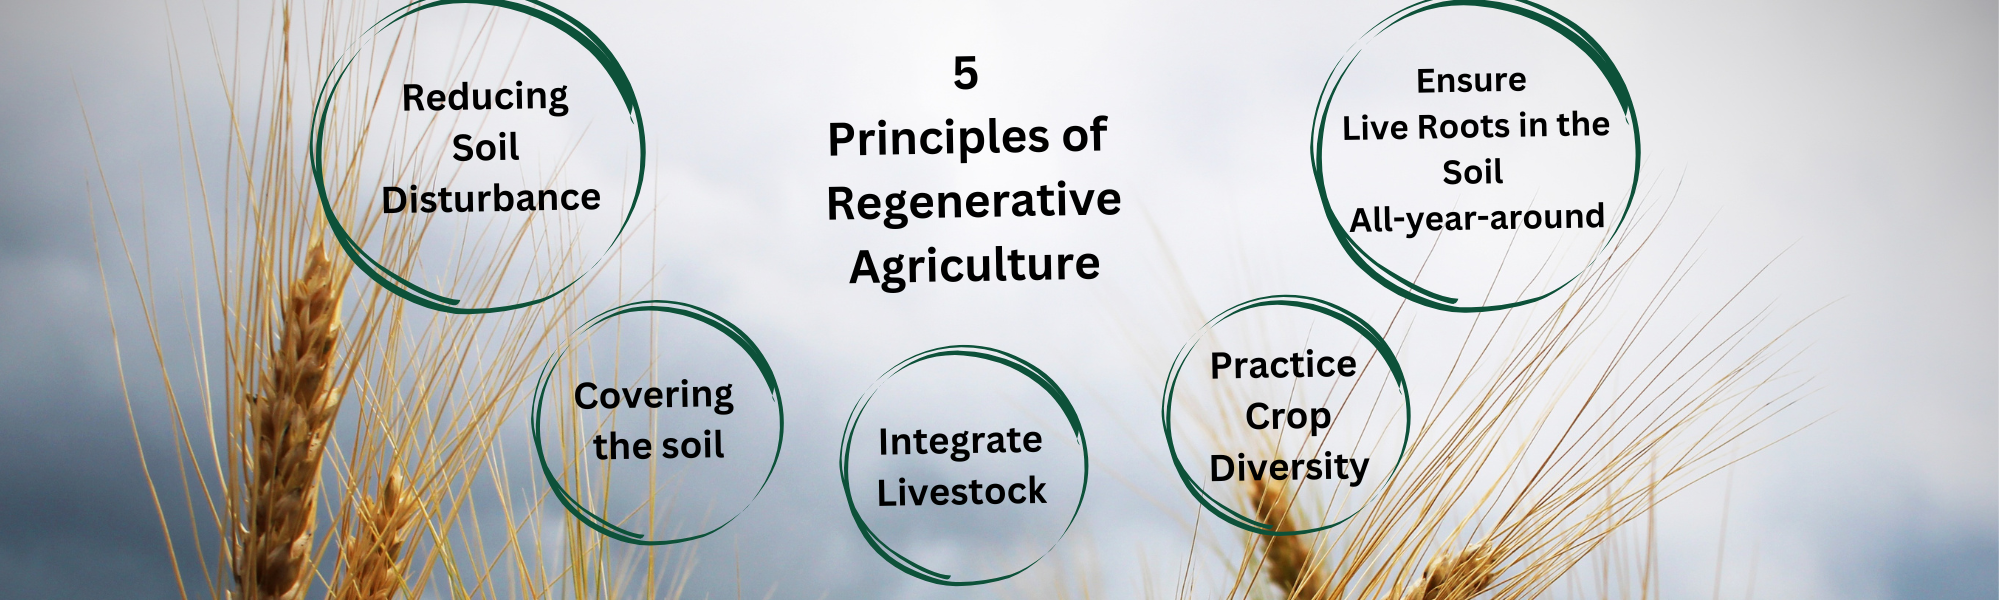 5
Principles of
Regenerative
Agriculture
Reducing
Soil
Disturbance
Covering
the soil
Integrate
Livestock
Practice
Crop
Diversity
Ensure
Live Roots in the
Soil
All-year-around